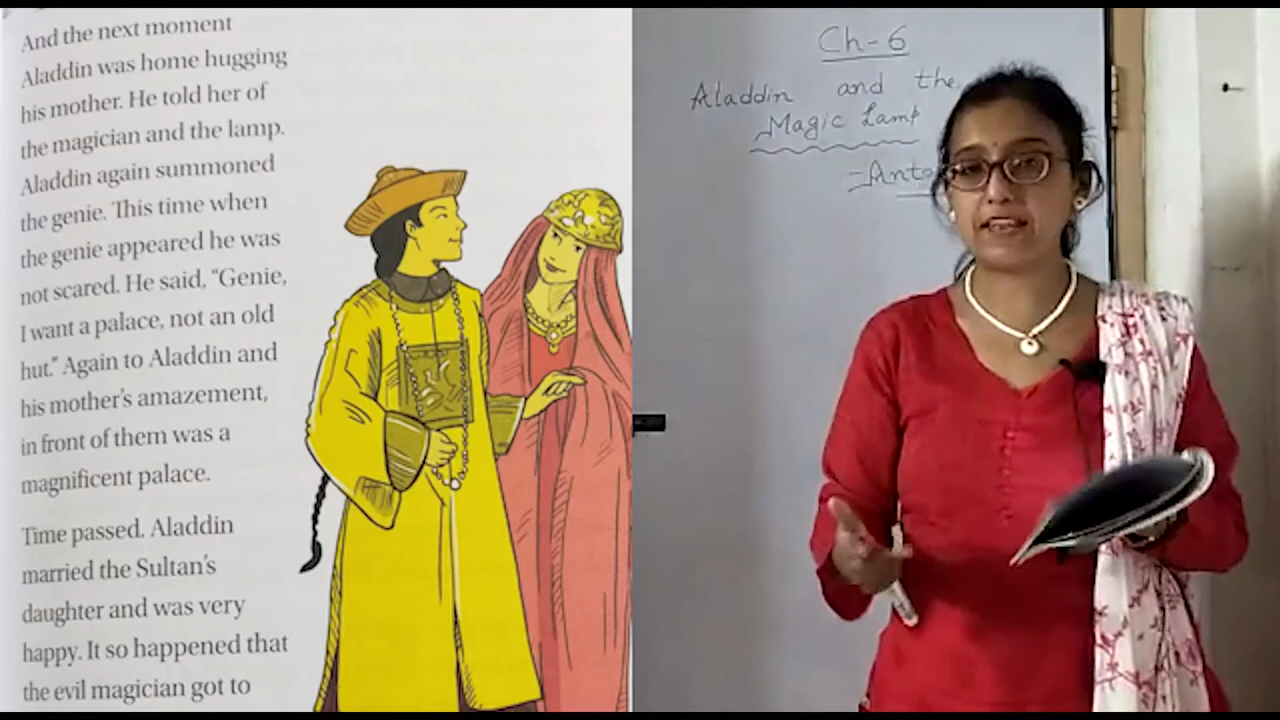 And the next moment
Aladdin was home hugging
his mother. He told her of
the magician and the lamp.
Aladdin again summoned
the genie. This time when
the genie appeared he was
not scared. He said, “Genie,
I want a palace, not an old
hut.” Again to Aladdin and
his mother’s amazement,
in front of them was a
magnificent palace.
Time passed. Aladdin
married the Sultan’s
daughter and was very
happy. It so happened that
the evil magician got to
Ch-6
Aladdin and the
Magic Lamp